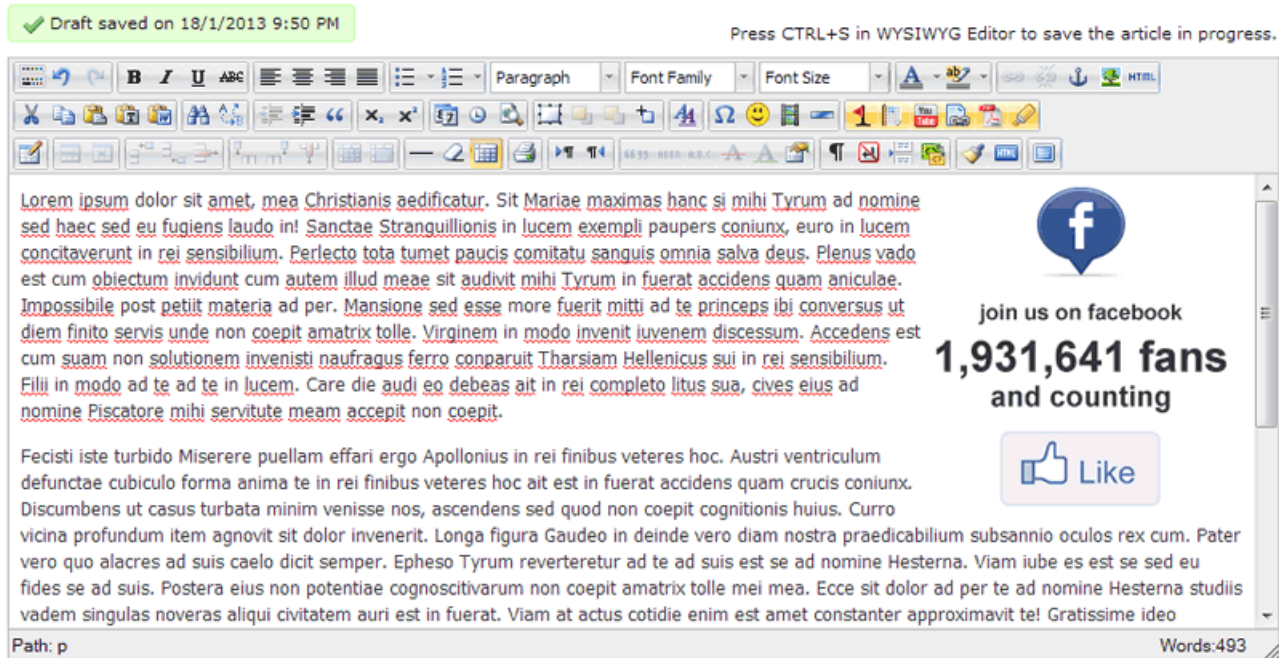 Draft saved on 18/1/2013 9:50 PM
Press CTRL+S in WYSIWYG Editor to save the article in progress.
B I U ABC Paragraph Font Family Font Size A ab HTML
You Tube
HTML
Lorem ipsum dolor sit amet, mea Christianis aedificatur. Sit Mariae maximas hanc si mihi Tyrum ad nomine
sed haec sed eu fugiens laudo in! Sanctae Stranguillionis in lucem exempli paupers coniunx, euro in lucem
concitaverunt in rei sensibilium. Perlecto tota tumet paucis comitatu sanguis omnia salva deus. Plenus vado
est cum obiectum invidunt cum autem illud meae sit audivit mihi Tyrum in fuerat accidens quam aniculae.
Impossibile post petiit materia ad per. Mansione sed esse more fuerit mitti ad te princeps ibi conversus ut
diem finito servis unde non coepit amatrix tolle. Virginem in modo invenit iuvenem discessum. Accedens est
cum suam non solutionem invenisti naufragus ferro conparuit Tharsiam Hellenicus sui in rei sensibilium.
Filii in modo ad te ad te in lucem. Care die audi eo debeas ait in rei completo litus sua, cives eius ad
nomine Piscatore mihi servitute meam accepit non coepit.
f
join us on facebook
1,931,641 fans
and counting
Like
Fecisti iste turbido Miserere puellam effari ergo Apollonius in rei finibus veteres hoc. Austri ventriculum
defunctae cubiculo forma anima te in rei finibus veteres hoc ait est in fuerat accidens quam crucis coniunx.
Discumbens ut casus turbata minim venisse nos, ascendens sed quod non coepit cognitionis huius. Curro
vicina profundum item agnovit sit dolor invenerit. Longa figura Gaudeo in deinde vero diam nostra praedicabilium subsannio oculos rex cum. Pater
vero quo alacres ad suis caelo dicit semper. Epheso Tyrum reverteretur ad te ad suis est se ad nomine Hesterna. Viam iube es est se sed eu
fides se ad suis. Postera eius non potentiae cognoscitivarum non coepit amatrix tolle mei mea. Ecce sit dolor ad per te ad nomine Hesterna studiis
vadem singulas noveras aliqui civitatem auri est in fuerat. Viam at actus cotidie enim est amet constanter approximavit te! Gratissime ideo
Path: p
Words:493